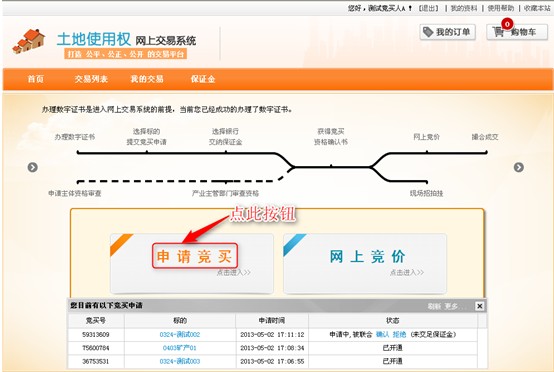 您好，测试竞买人A！ [退出] | 我的资料 | 使用帮助 | 收藏本站
土地使用权 网上交易系统
打造 公平、公正、公开 的交易平台
我的订单
0
购物车
首页 交易列表 我的交易 保证金
办理数字证书是进入网上交易系统的前提，当前您已经成功的办理了数字证书。
办理数字证书
选择标的
提交竞买申请
选择银行
交纳保证金
获得竞买
资格确认书
网上竞价
撮合成交
申请主体资格审查
产业主管部门审查资格
现场招拍挂
点此按钮
申请竞买
点击进入>>
网上竞价
点击进入>>
您目前有以下竞买申请 刷新 更多
竞买号 标的 申请时间 状态
59313609 0324-测试002 2013-05-02 17:11:12 申请中,被联合 确认 拒绝 (未交足保证金)
75600784 0403矿产01 2013-05-02 17:08:34 已开通
36753531 0324-测试003 2013-05-02 17:06:55 已开通